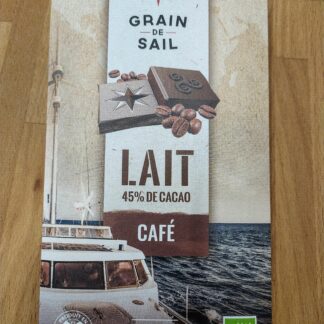 GRAIN
DE
SAIL
LAIT
45% DE CACAO
CAFÉ